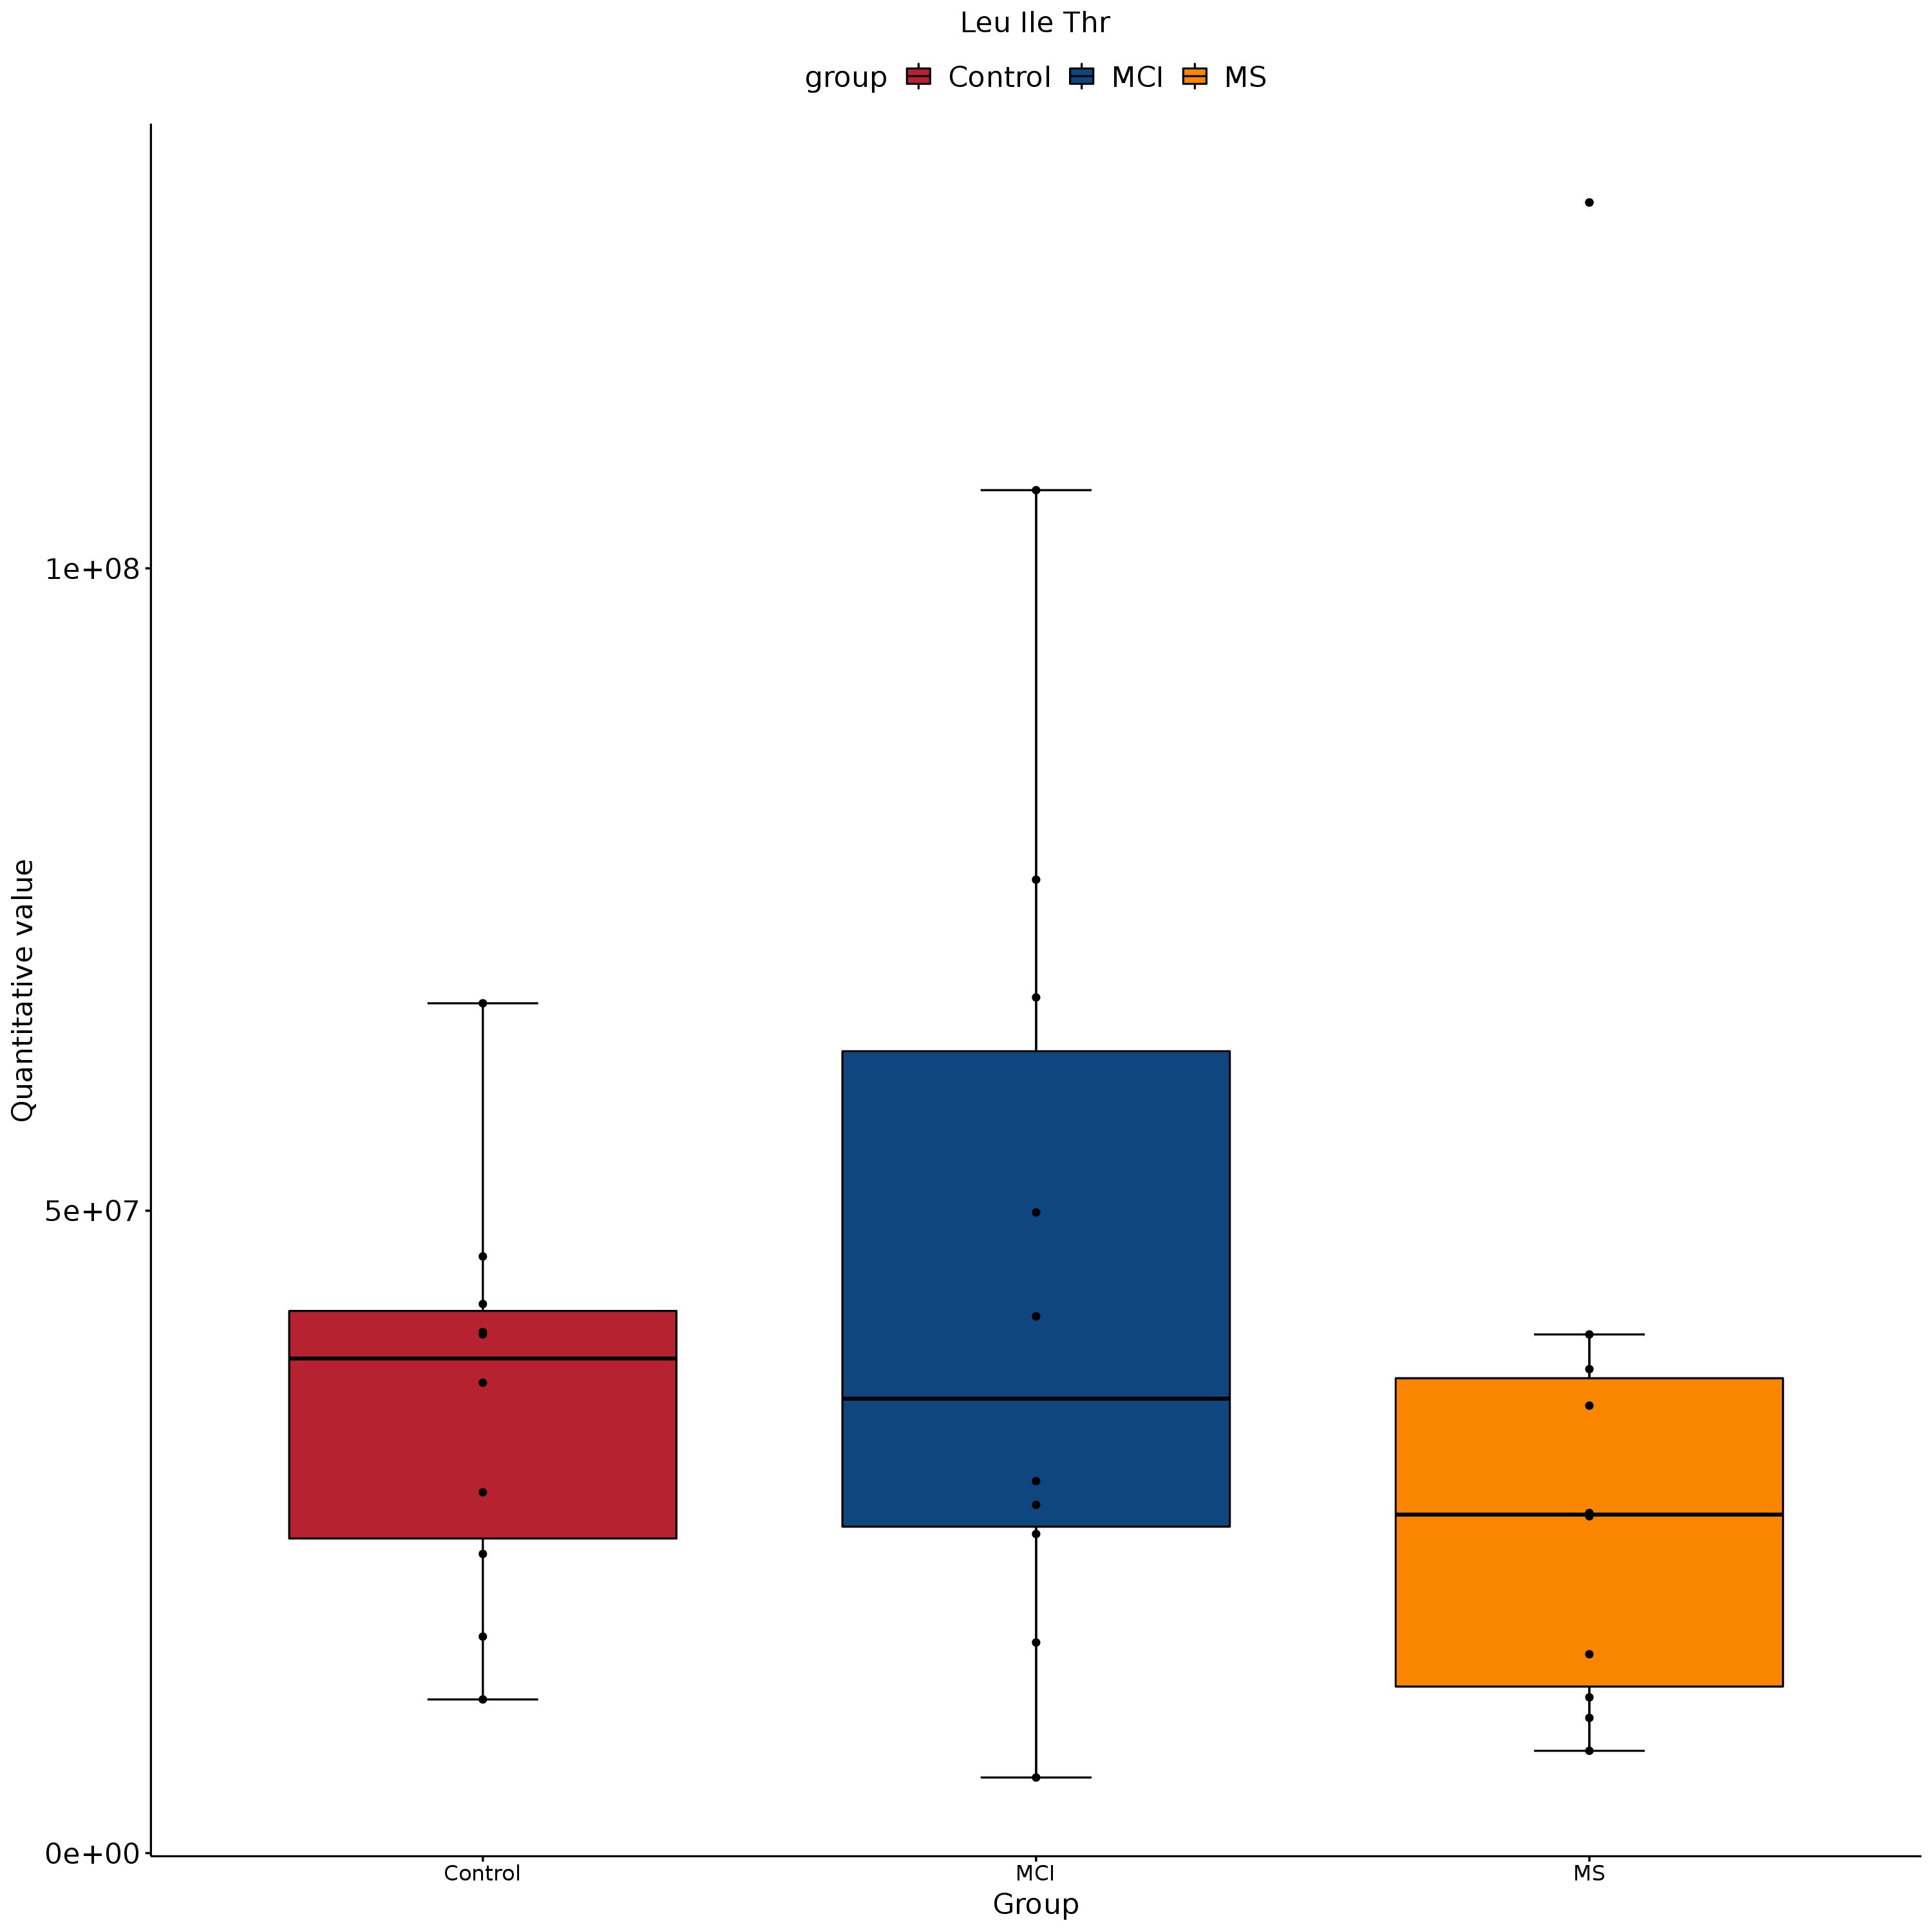 Leu Ile Thr
group Control MCI MS
Quantitative value
1e+08
5e+07
0e+00
Control MCI MS
Group